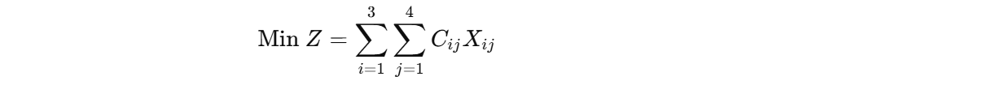 Min Z = \sum_{i=1}^{3} \sum_{j=1}^{4} C_{ij} X_{ij}